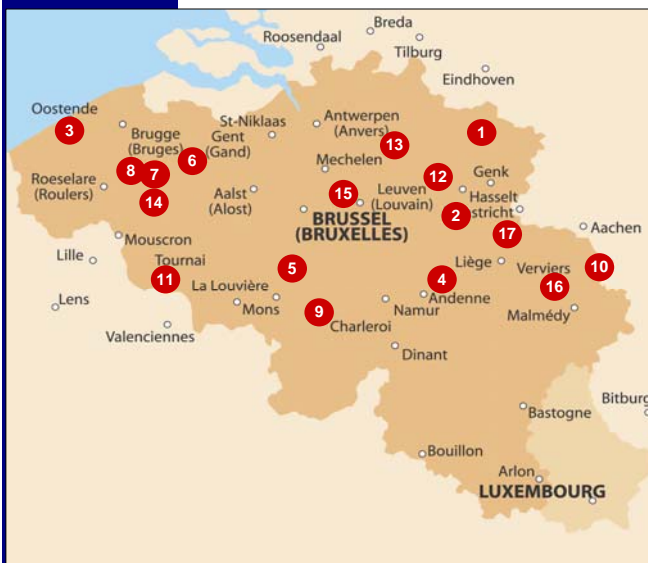 Breda
Roosendaal
Tilburg
Eindhoven
Oostende
3
Brugge
(Bruges)
St-Niklaas
Gent
(Gand)
Antwerpen
(Anvers)
13
1
Mechelen
8
7
6
12
Genk
Roeselare
(Roulers)
14
Aalst
(Alost)
15
Leuven
(Louvain)
Hasselt
2
stricht
BRUSSEL
(BRUXELLES)
17
Aachen
Mouscron
Lille
Tournai
11
5
Liège
Verviers
10
La Louvière
4
16
Lens
Mons
9
Namur
Andenne
Malmédy
Charleroi
Valenciennes
Dinant
Bitburg
Bastogne
Bouillon
Arlon
LUXEMBOURG